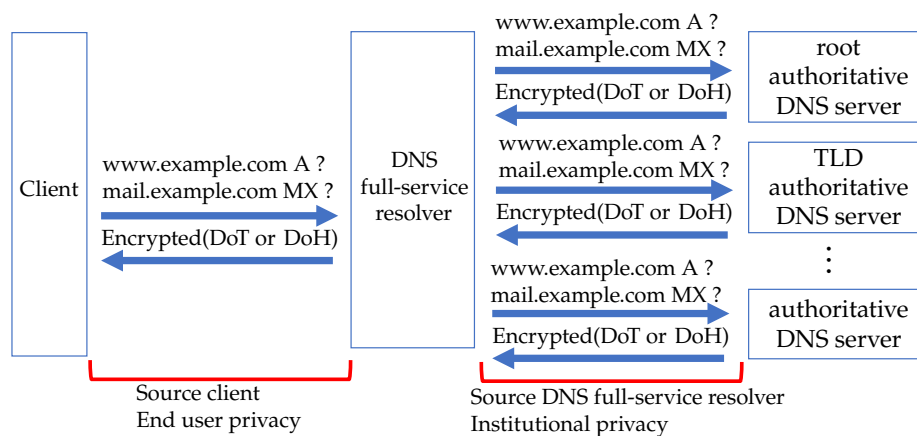 Client
www.example.com A ?
mail.example.com MX ?
Encrypted(DoT or DoH)
DNS
full-service
resolver
www.example.com A ?
mail.example.com MX ?
Encrypted(DoT or DoH)
root
authoritative
DNS server
www.example.com A ?
mail.example.com MX ?
Encrypted(DoT or DoH)
TLD
authoritative
DNS server
⋮
www.example.com A ?
mail.example.com MX ?
Encrypted(DoT or DoH)
authoritative
DNS server
Source client
End user privacy
Source DNS full-service resolver
Institutional privacy